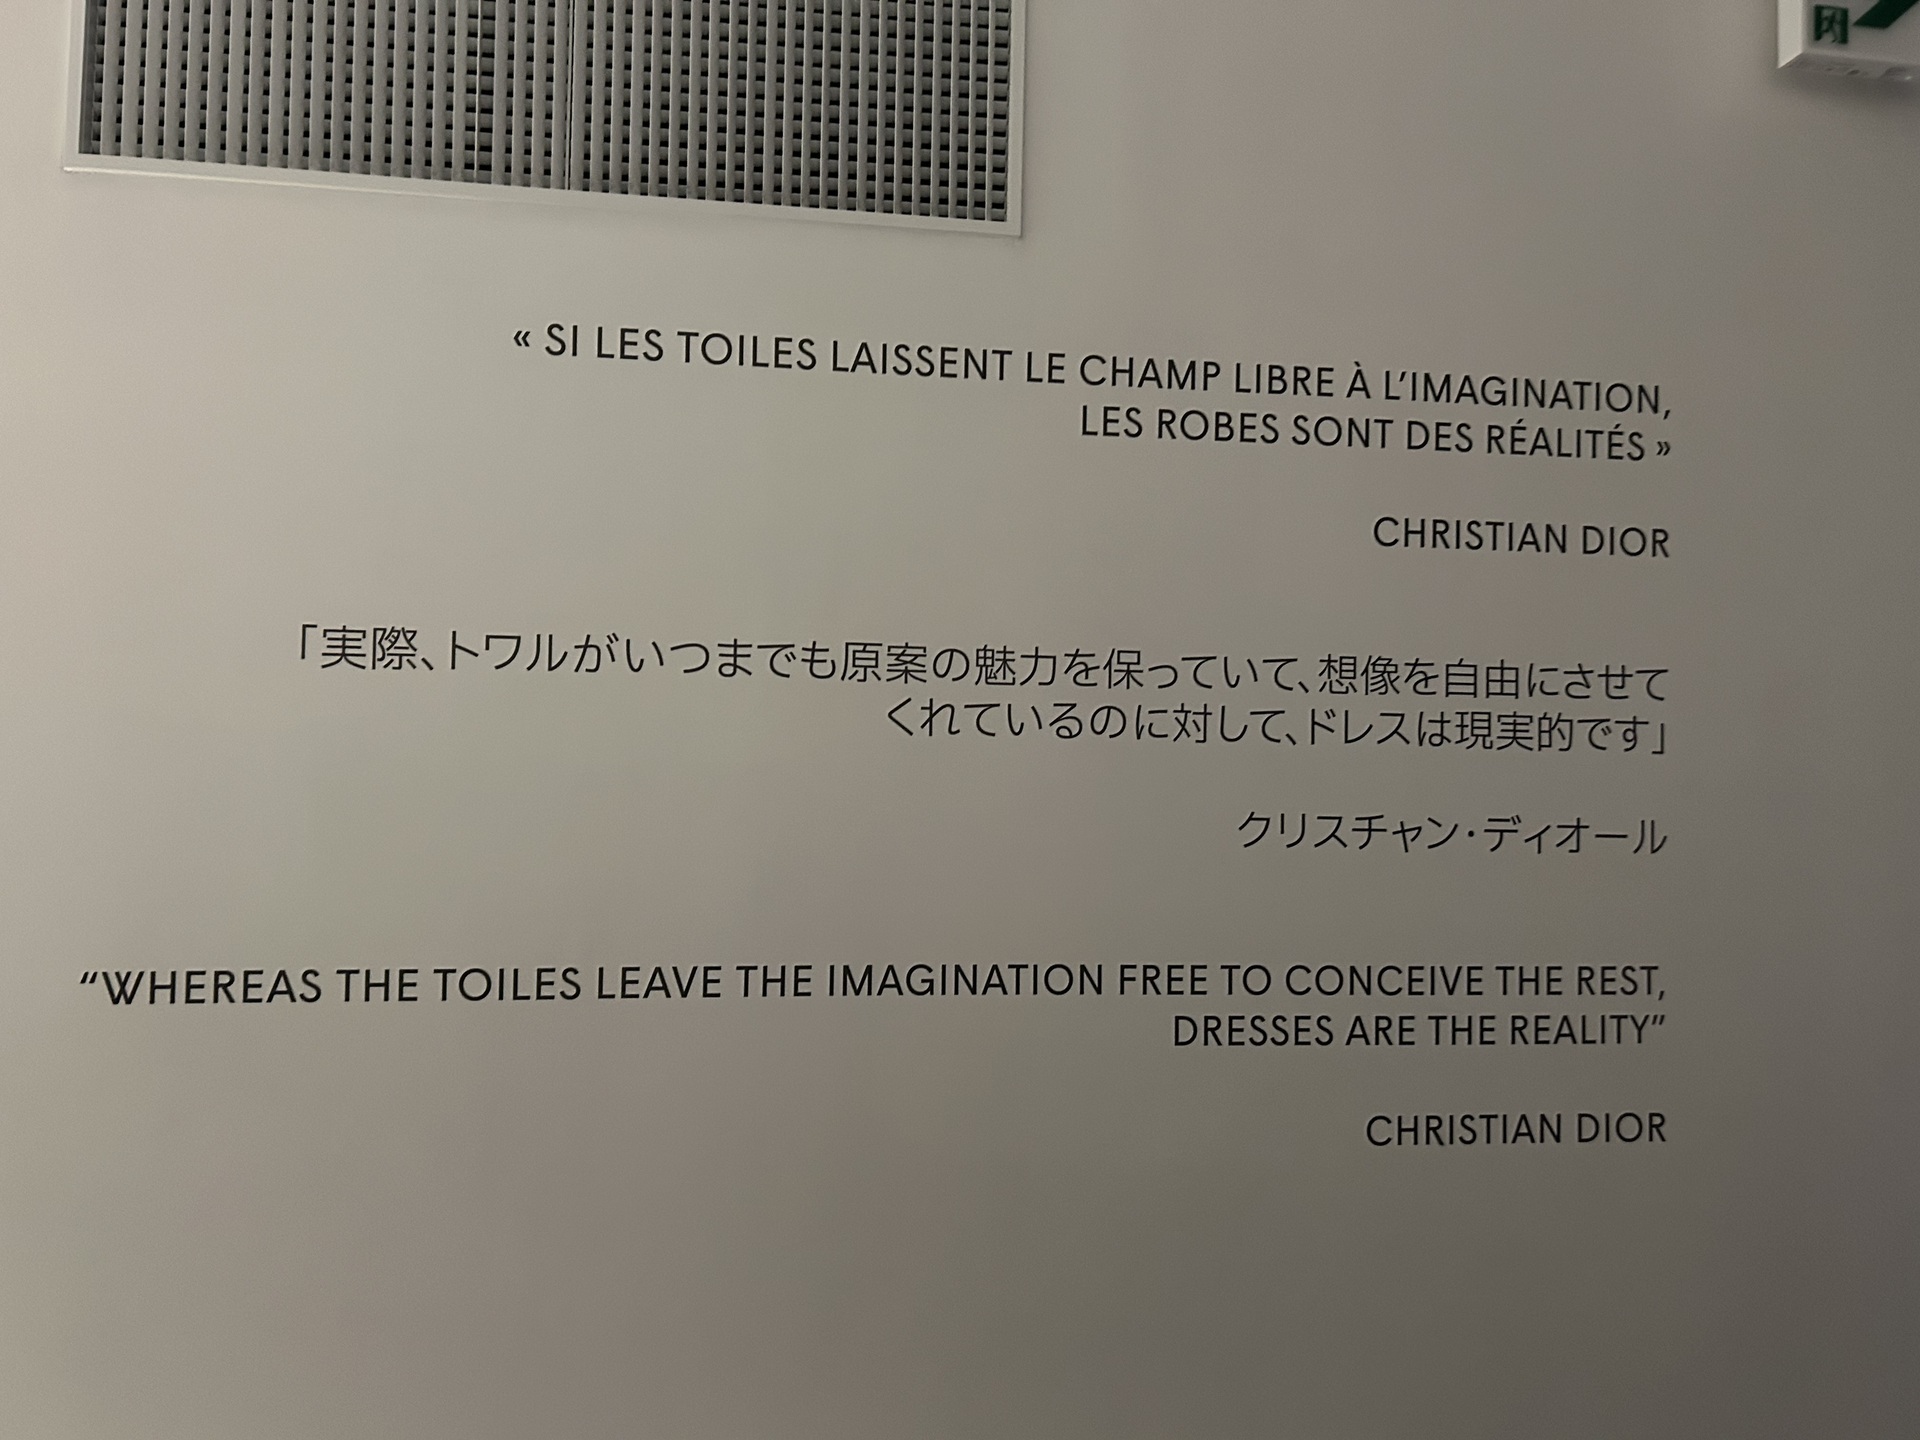 « SI LES TOILES LAISSENT LE CHAMP LIBRE À L’IMAGINATION,
LES ROBES SONT DES RÉALITÉS »
CHRISTIAN DIOR
「実際、トワルがいつまでも原案の魅力を保っていて、想像を自由にさせて
くれているのに対して、ドレスは現実的です」
クリスチャン・ディオール
“WHEREAS THE TOILES LEAVE THE IMAGINATION FREE TO CONCEIVE THE REST,
DRESSES ARE THE REALITY”
CHRISTIAN DIOR